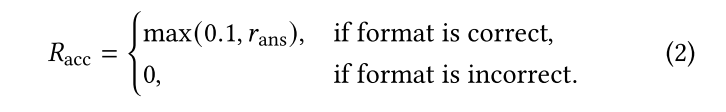 R_acc = { max(0.1, r_ans), if format is correct,
0, if format is incorrect. (2)